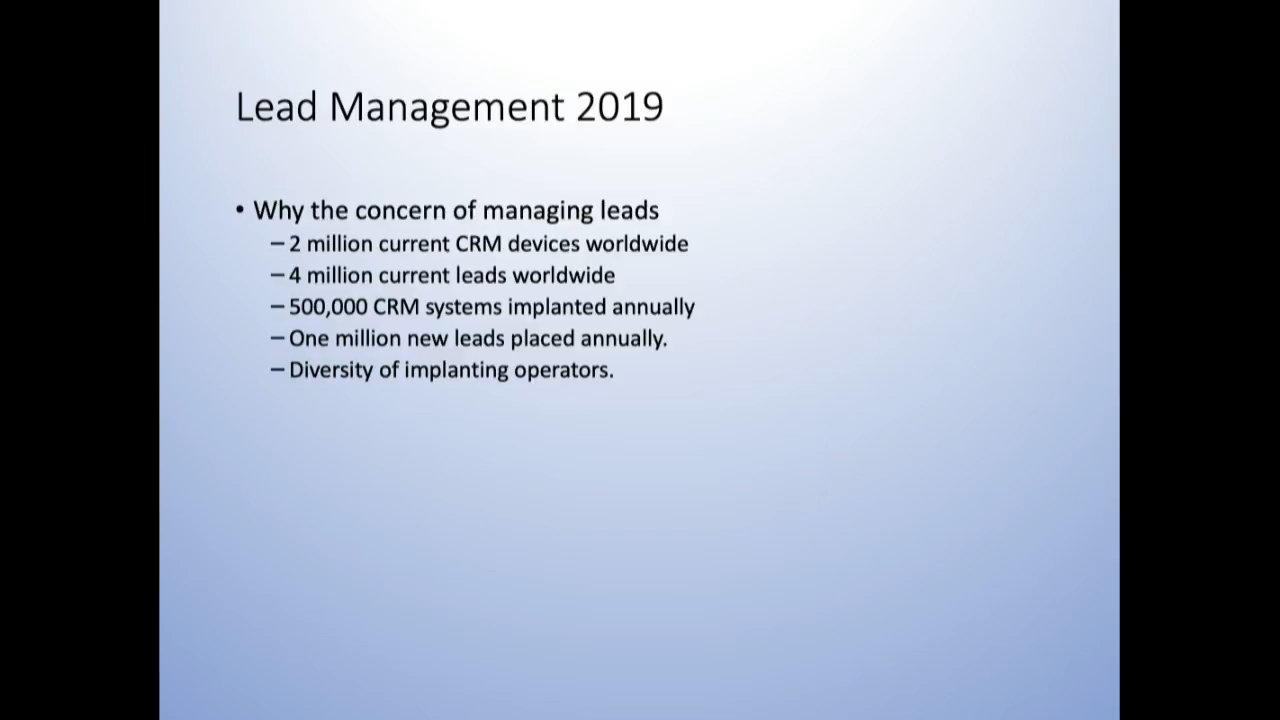 Lead Management 2019
• Why the concern of managing leads
– 2 million current CRM devices worldwide
– 4 million current leads worldwide
– 500,000 CRM systems implanted annually
– One million new leads placed annually.
– Diversity of implanting operators.